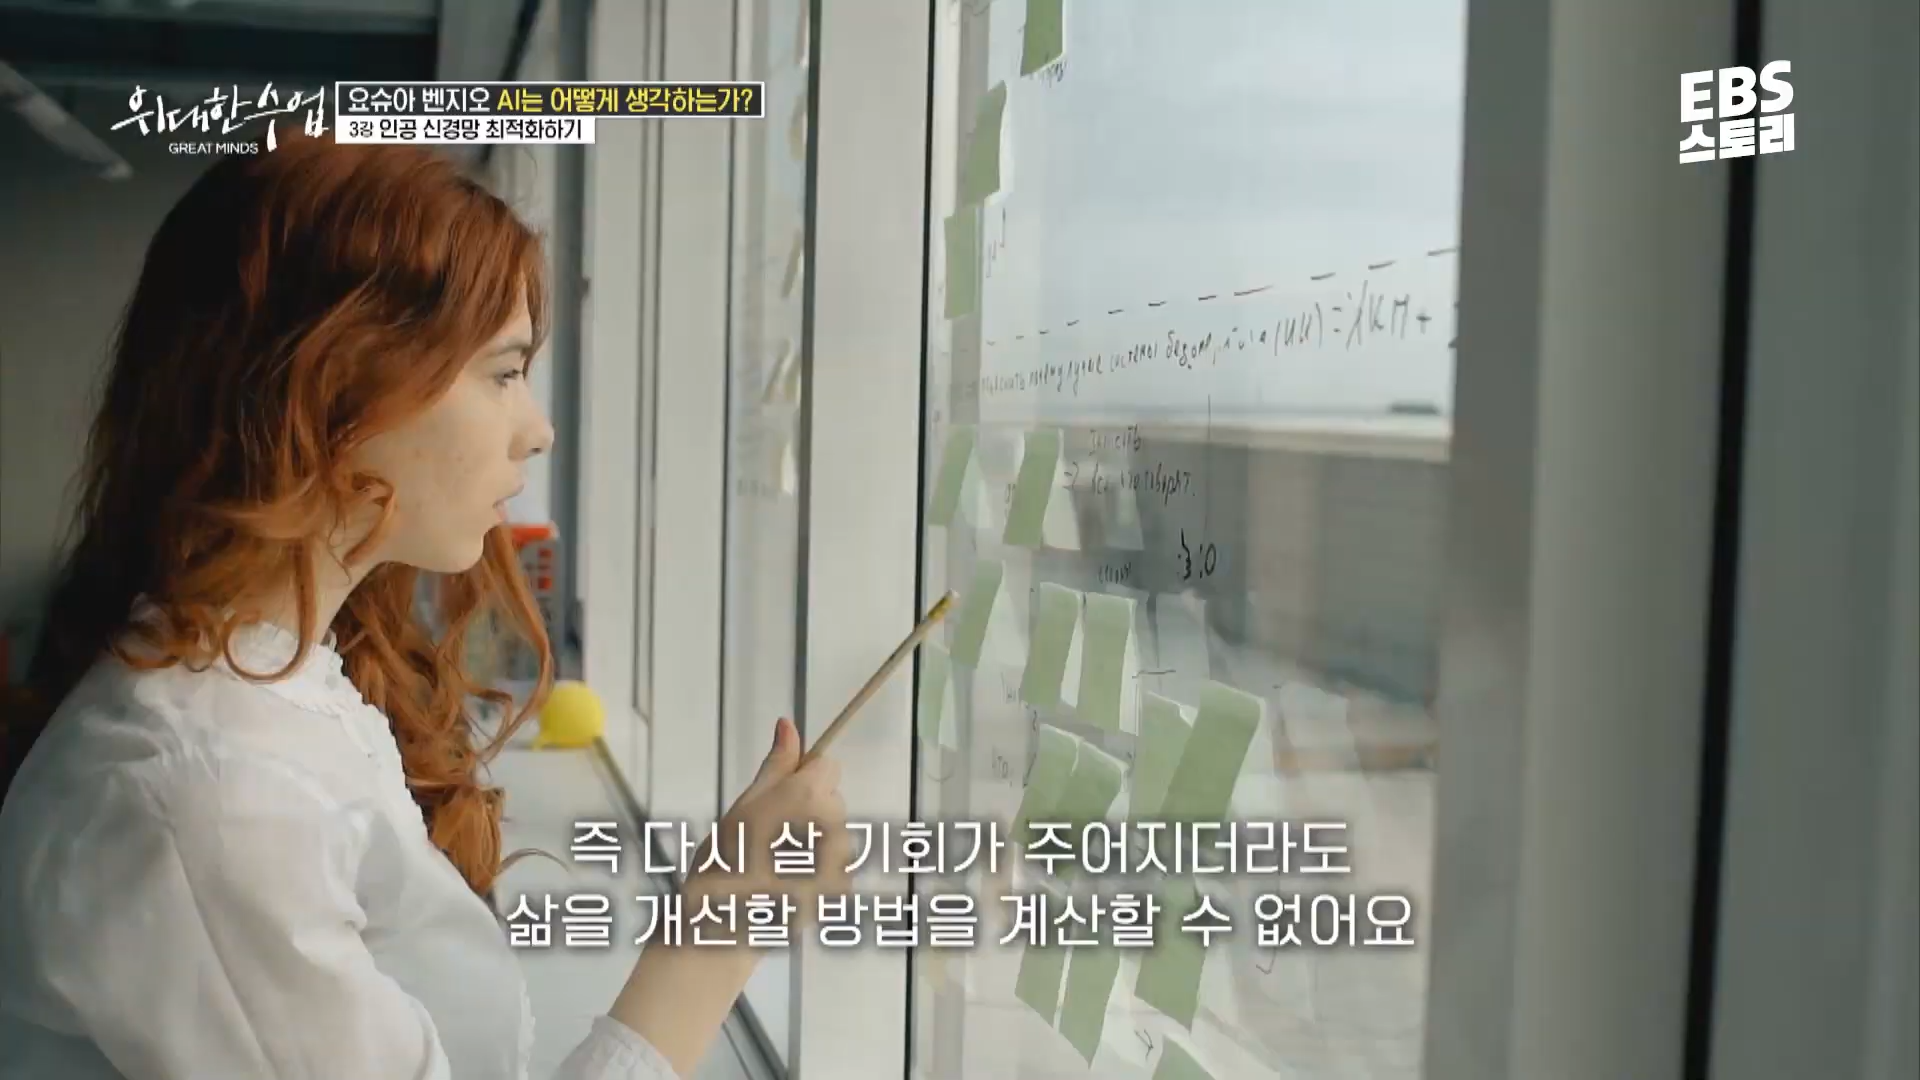 위대한 수업
GREAT MINDS
요슈아 벤지오 AI는 어떻게 생각하는가?
3강 인공 신경망 최적화하기
EBS
스토리
(ИИ) =
системы
즉 다시 살 기회가 주어지더라도
삶을 개선할 방법을 계산할 수 없어요